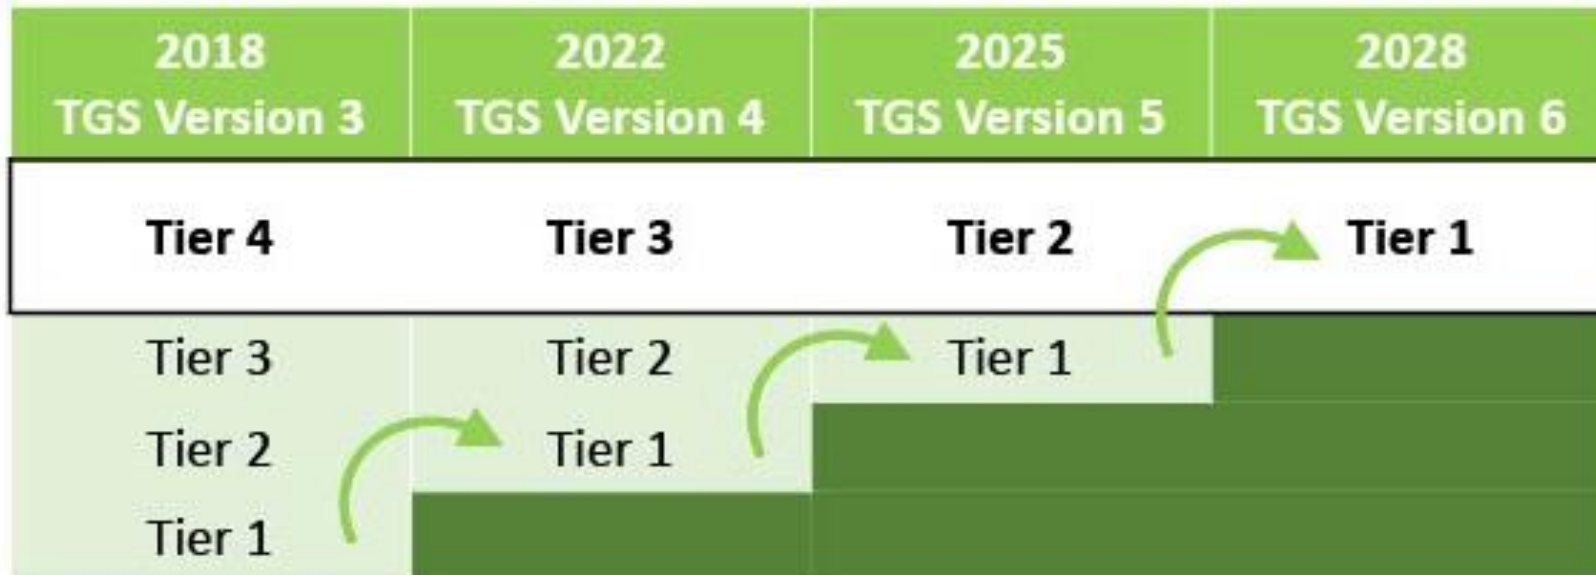 2018 2022 2025 2028
TGS Version 3 TGS Version 4 TGS Version 5 TGS Version 6
Tier 4 Tier 3 Tier 2 Tier 1
Tier 3 Tier 2 Tier 1
Tier 2 Tier 1
Tier 1